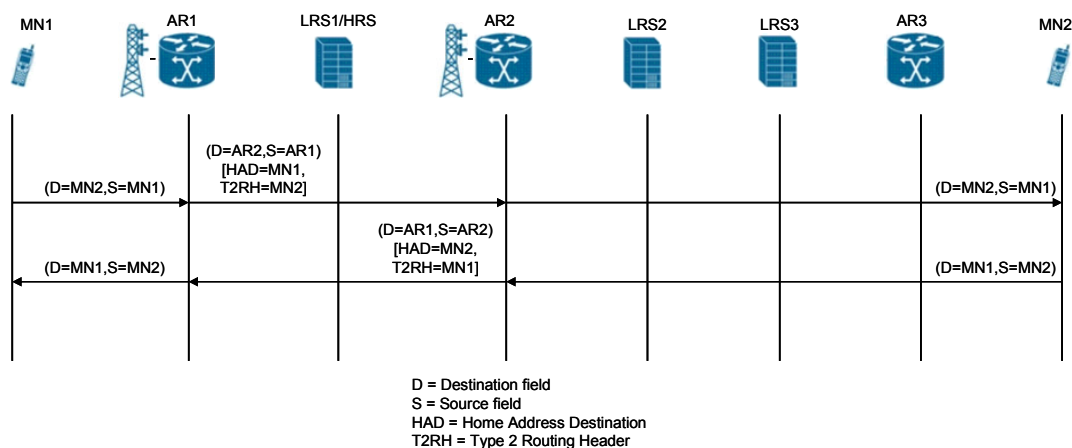 MN1
AR1
LRS1/HRS
AR2
LRS2
LRS3
AR3
MN2
(D=AR2,S=AR1)
[HAD=MN1,
T2RH=MN2]
(D=MN2,S=MN1)
(D=MN2,S=MN1)
(D=AR1,S=AR2)
[HAD=MN2,
T2RH=MN1]
(D=MN1,S=MN2)
(D=MN1,S=MN2)
D = Destination field
S = Source field
HAD = Home Address Destination
T2RH = Type 2 Routing Header